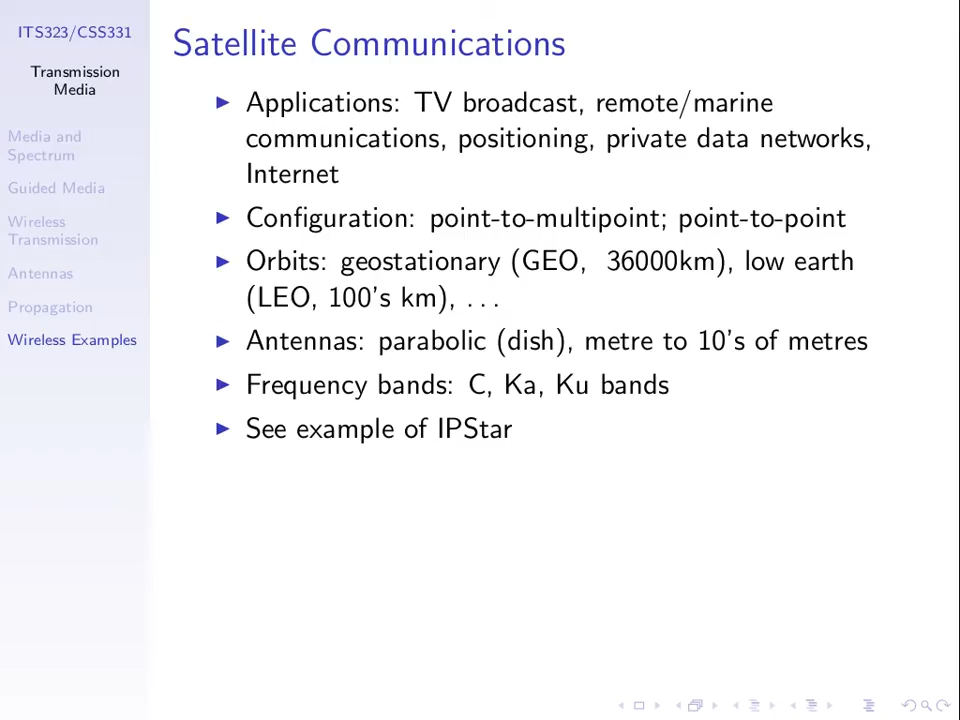 ITS323/CSS331
Transmission
Media
Media and
Spectrum
Guided Media
Wireless
Transmission
Antennas
Propagation
Wireless Examples
Satellite Communications
Applications: TV broadcast, remote/marine
communications, positioning, private data networks,
Internet
Configuration: point-to-multipoint; point-to-point
Orbits: geostationary (GEO, 36000km), low earth
(LEO, 100's km), . . .
Antennas: parabolic (dish), metre to 10's of metres
Frequency bands: C, Ka, Ku bands
See example of IPStar